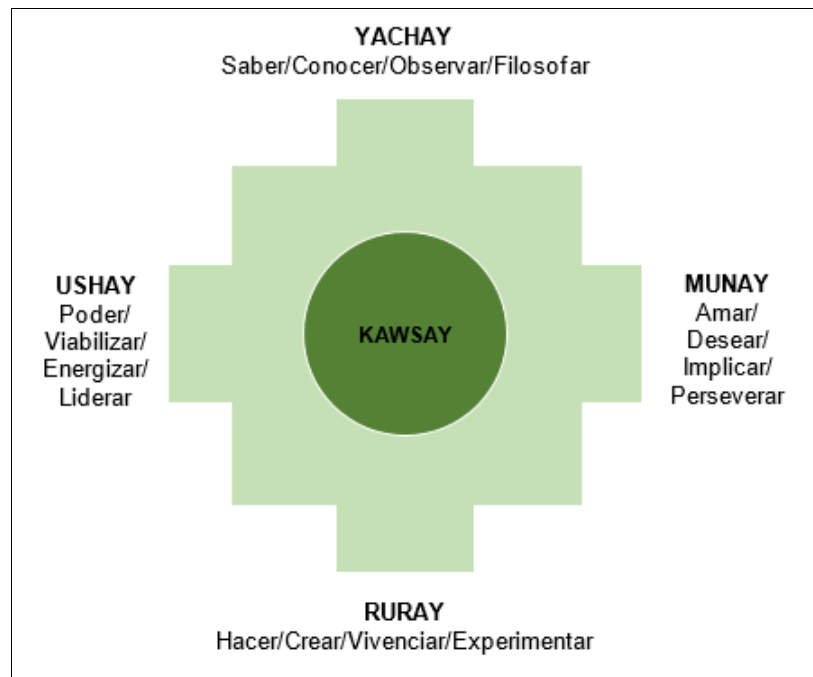 YACHAY
Saber/Conocer/Observar/Filosofar
USHAY
Poder/
Viabilizar/
Energizar/
Liderar
KAWSAY
MUNAY
Amar/
Desear/
Implicar/
Perseverar
RURAY
Hacer/Crear/Vivenciar/Experimentar